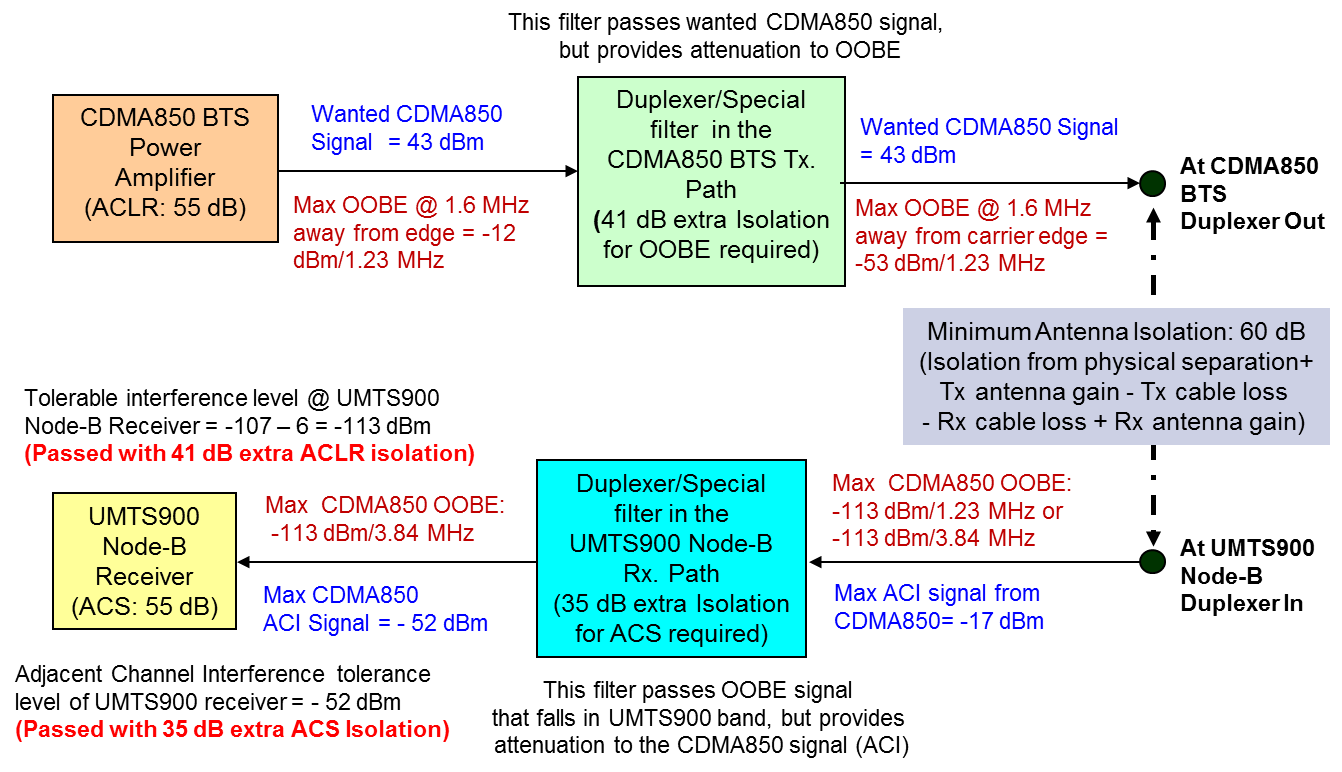 This filter passes wanted CDMA850 signal,
but provides attenuation to OOBE
CDMA850 BTS
Power
Amplifier
(ACLR: 55 dB)
Wanted CDMA850
Signal = 43 dBm
Max OOBE @ 1.6 MHz
away from edge = -12
dBm/1.23 MHz
Duplexer/Special
filter in the
CDMA850 BTS Tx.
Path
(41 dB extra Isolation
for OOBE required)
Wanted CDMA850 Signal
= 43 dBm
Max OOBE @ 1.6 MHz
away from carrier edge =
-53 dBm/1.23 MHz
At CDMA850
BTS
Duplexer Out
Minimum Antenna Isolation: 60 dB
(Isolation from physical separation+
Tx antenna gain - Tx cable loss
- Rx cable loss + Rx antenna gain)
Tolerable interference level @ UMTS900
Node-B Receiver = -107 – 6 = -113 dBm
(Passed with 41 dB extra ACLR isolation)
UMTS900
Node-B
Receiver
(ACS: 55 dB)
Max CDMA850 OOBE:
-113 dBm/3.84 MHz
Max CDMA850
ACI Signal = - 52 dBm
Duplexer/Special
filter in the
UMTS900 Node-B
Rx. Path
(35 dB extra Isolation
for ACS required)
Max CDMA850 OOBE:
-113 dBm/1.23 MHz or
-113 dBm/3.84 MHz
Max ACI signal from
CDMA850= -17 dBm
At UMTS900
Node-B
Duplexer In
Adjacent Channel Interference tolerance
level of UMTS900 receiver = - 52 dBm
(Passed with 35 dB extra ACS Isolation)
This filter passes OOBE signal
that falls in UMTS900 band, but provides
attenuation to the CDMA850 signal (ACI)